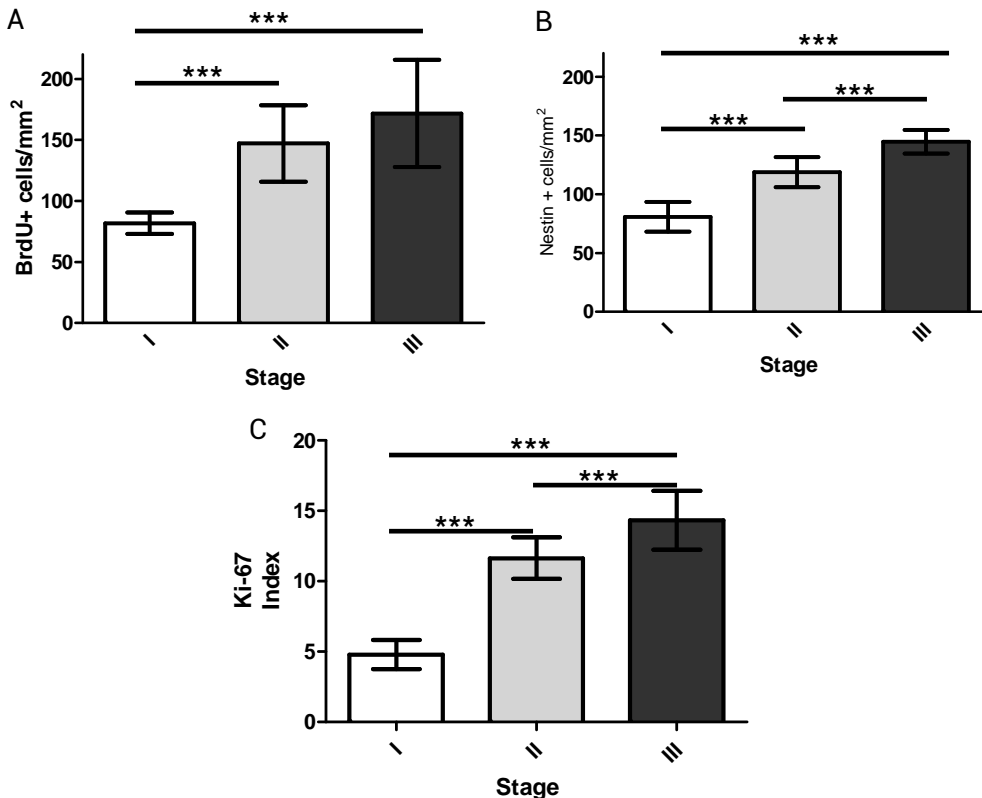 A
***
***
200
150
100
50
0
BrdU+ cells/mm²
I
II
III
Stage
B
***
***
***
200
150
100
50
0
Nestin + cells/mm²
I
II
III
Stage
C
***
***
***
20
15
10
5
0
Ki-67
Index
I
II
III
Stage